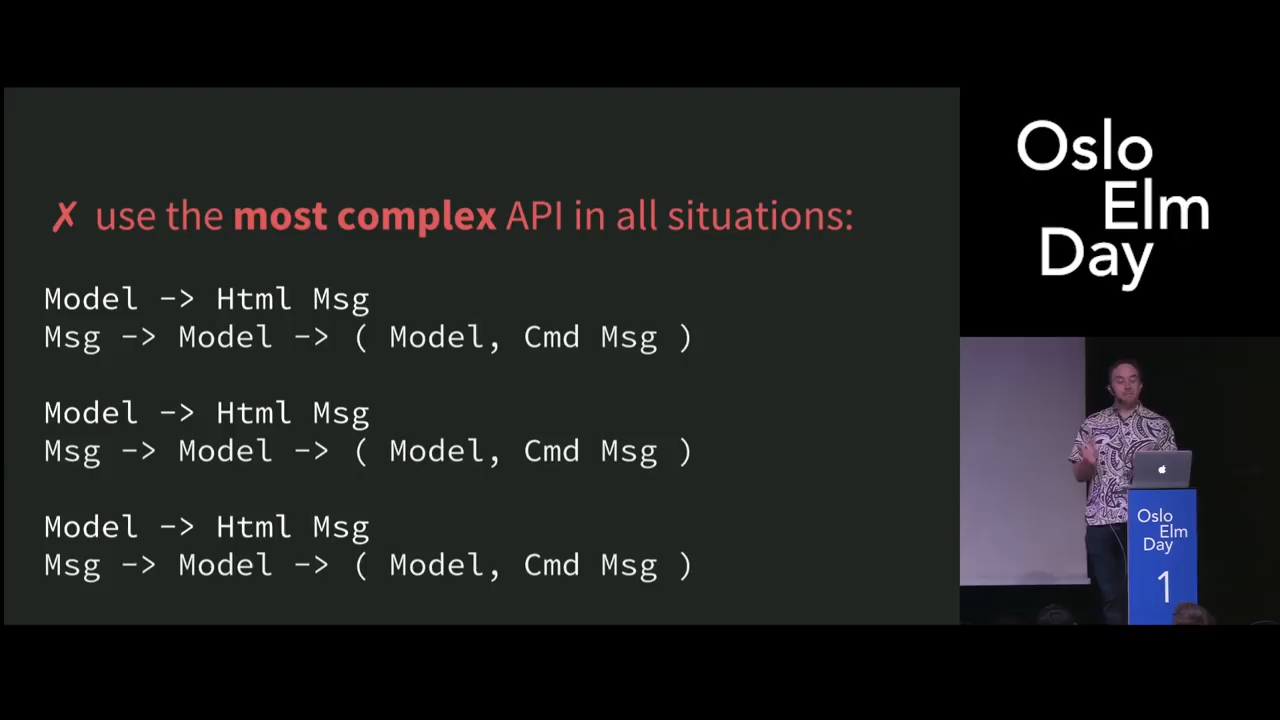 ✗ use the most complex API in all situations:
Model -> Html Msg
Msg -> Model -> ( Model, Cmd Msg )
Model -> Html Msg
Msg -> Model -> ( Model, Cmd Msg )
Model -> Html Msg
Msg -> Model -> ( Model, Cmd Msg )
Oslo
Elm
Day
Oslo
Elm
Day
1